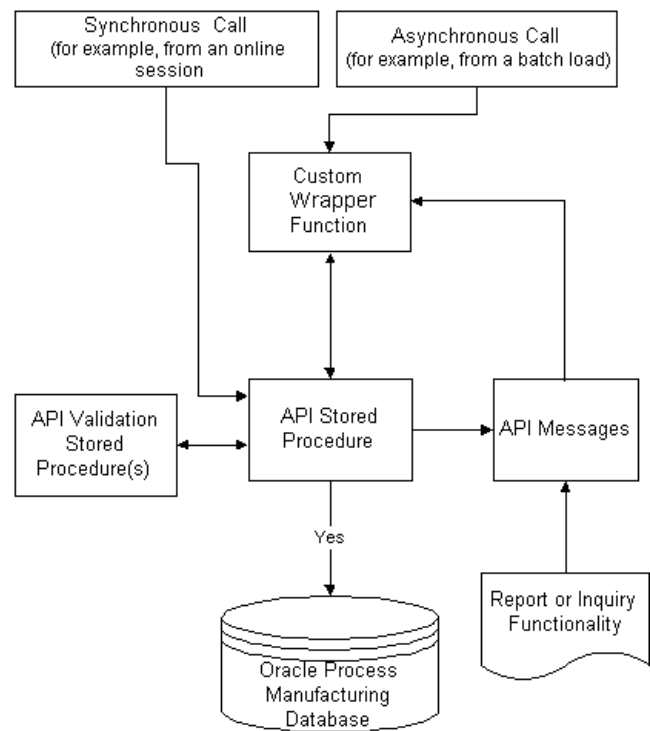 Synchronous Call
(for example, from an online
session
Asynchronous Call
(for example, from a batch load)
Custom
Wrapper
Function
API Validation
Stored
Procedure(s)
API Stored
Procedure
API Messages
Yes
Report or Inquiry
Functionality
Oracle Process
Manufacturing
Database